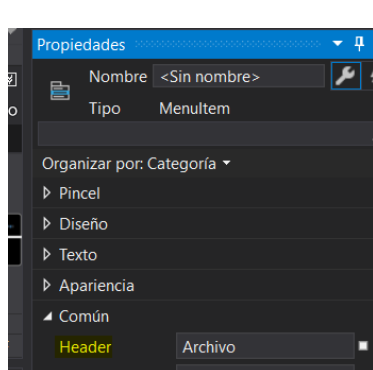 Propiedades
Nombre <Sin nombre>
Tipo MenuItem
Organizar por: Categoría
Pincel
Diseño
Texto
Apariencia
Común
Header Archivo